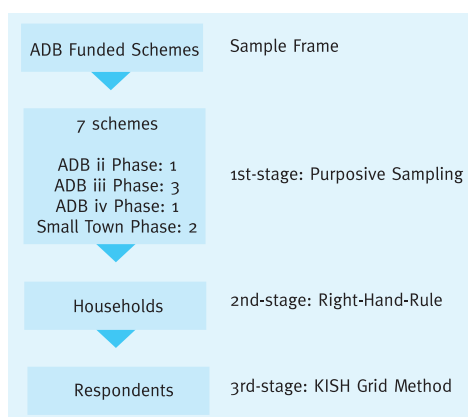 ADB Funded Schemes
Sample Frame
7 schemes
ADB ii Phase: 1
ADB iii Phase: 3
ADB iv Phase: 1
Small Town Phase: 2
1st-stage: Purposive Sampling
Households
2nd-stage: Right-Hand-Rule
Respondents
3rd-stage: KISH Grid Method